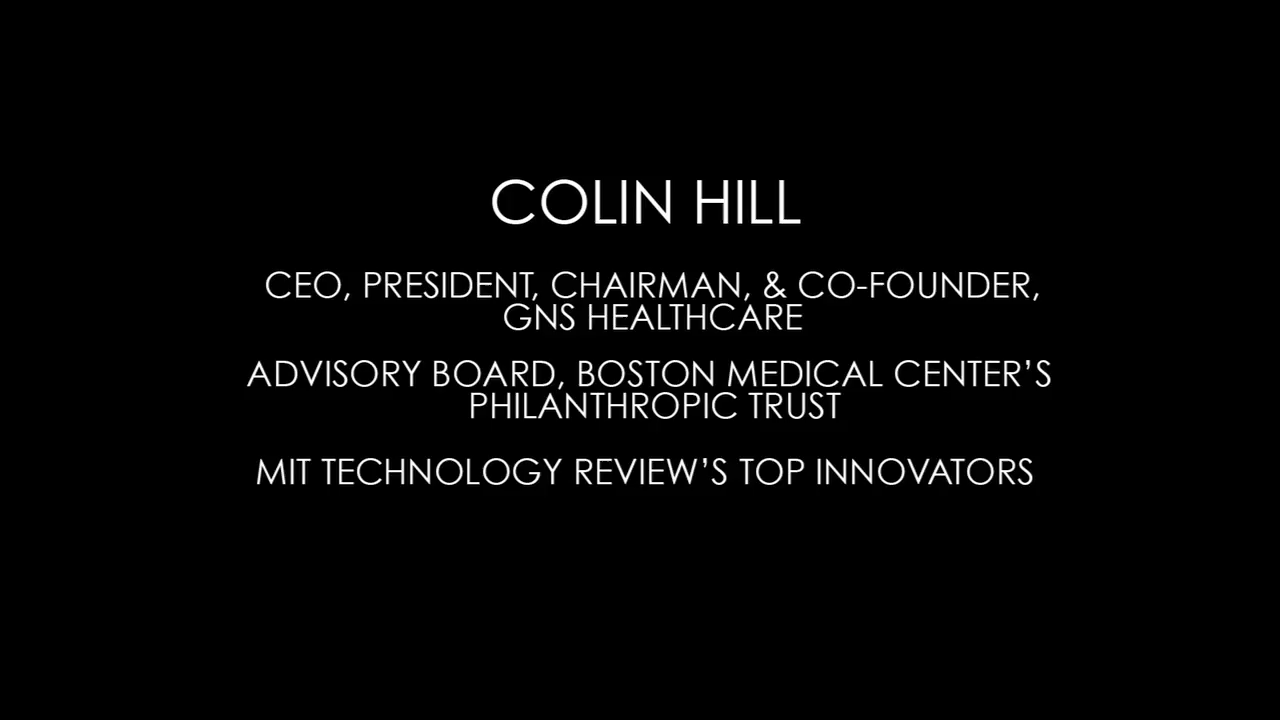 COLIN HILL
CEO, PRESIDENT, CHAIRMAN, & CO-FOUNDER,
GNS HEALTHCARE
ADVISORY BOARD, BOSTON MEDICAL CENTER’S
PHILANTHROPIC TRUST
MIT TECHNOLOGY REVIEW’S TOP INNOVATORS